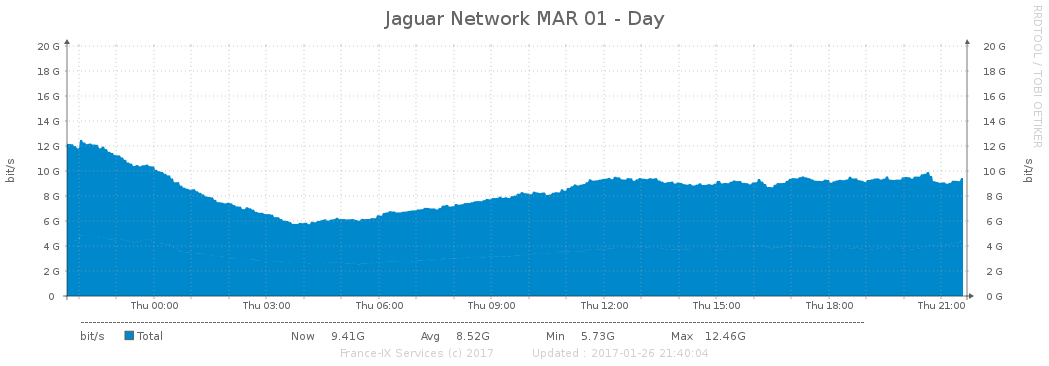 Jaguar Network MAR 01 - Day
RRDTOOL / TOBI OETIKER
bit/s
20 G
18 G
16 G
14 G
12 G
10 G
8 G
6 G
4 G
2 G
0
20 G
18 G
16 G
14 G
12 G
10 G
8 G
6 G
4 G
2 G
0 G
bit/s
Thu 00:00 Thu 03:00 Thu 06:00 Thu 09:00 Thu 12:00 Thu 15:00 Thu 18:00 Thu 21:00
bit/s Total Now 9.41G Avg 8.52G Min 5.73G Max 12.46G
France-IX Services (c) 2017 Updated : 2017-01-26 21:40:04